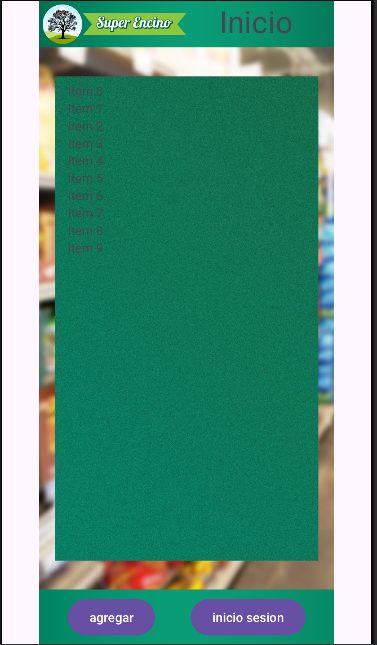 Super Encino
Inicio
Item 0
Item 1
Item 2
Item 3
Item 4
Item 5
Item 6
Item 7
Item 8
Item 9
agregar
inicio sesion